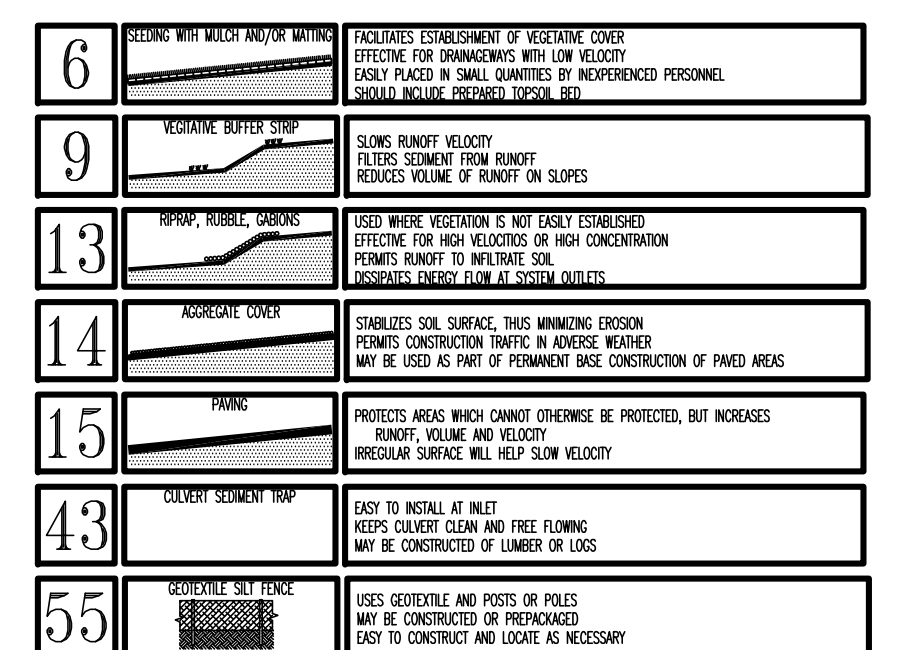 6
SEEDING WITH MULCH AND/OR MATTING
FACILITATES ESTABLISHMENT OF VEGETATIVE COVER
EFFECTIVE FOR DRAINAGEWAYS WITH LOW VELOCITY
EASILY PLACED IN SMALL QUANTITIES BY INEXPERIENCED PERSONNEL
SHOULD INCLUDE PREPARED TOPSOIL BED
9
VEGITATIVE BUFFER STRIP
SLOWS RUNOFF VELOCITY
FILTERS SEDIMENT FROM RUNOFF
REDUCES VOLUME OF RUNOFF ON SLOPES
13
RIPRAP, RUBBLE, GABIONS
USED WHERE VEGETATION IS NOT EASILY ESTABLISHED
EFFECTIVE FOR HIGH VELOCITIOS OR HIGH CONCENTRATION
PERMITS RUNOFF TO INFILTRATE SOIL
DISSIPATES ENERGY FLOW AT SYSTEM OUTLETS
14
AGGREGATE COVER
STABILIZES SOIL SURFACE, THUS MINIMIZING EROSION
PERMITS CONSTRUCTION TRAFFIC IN ADVERSE WEATHER
MAY BE USED AS PART OF PERMANENT BASE CONSTRUCTION OF PAVED AREAS
15
PAVING
PROTECTS AREAS WHICH CANNOT OTHERWISE BE PROTECTED, BUT INCREASES
RUNOFF, VOLUME AND VELOCITY
IRREGULAR SURFACE WILL HELP SLOW VELOCITY
43
CULVERT SEDIMENT TRAP
EASY TO INSTALL AT INLET
KEEPS CULVERT CLEAN AND FREE FLOWING
MAY BE CONSTRUCTED OF LUMBER OR LOGS
55
GEOTEXTILE SILT FENCE
USES GEOTEXTILE AND POSTS OR POLES
MAY BE CONSTRUCTED OR PREPACKAGED
EASY TO CONSTRUCT AND LOCATE AS NECESSARY